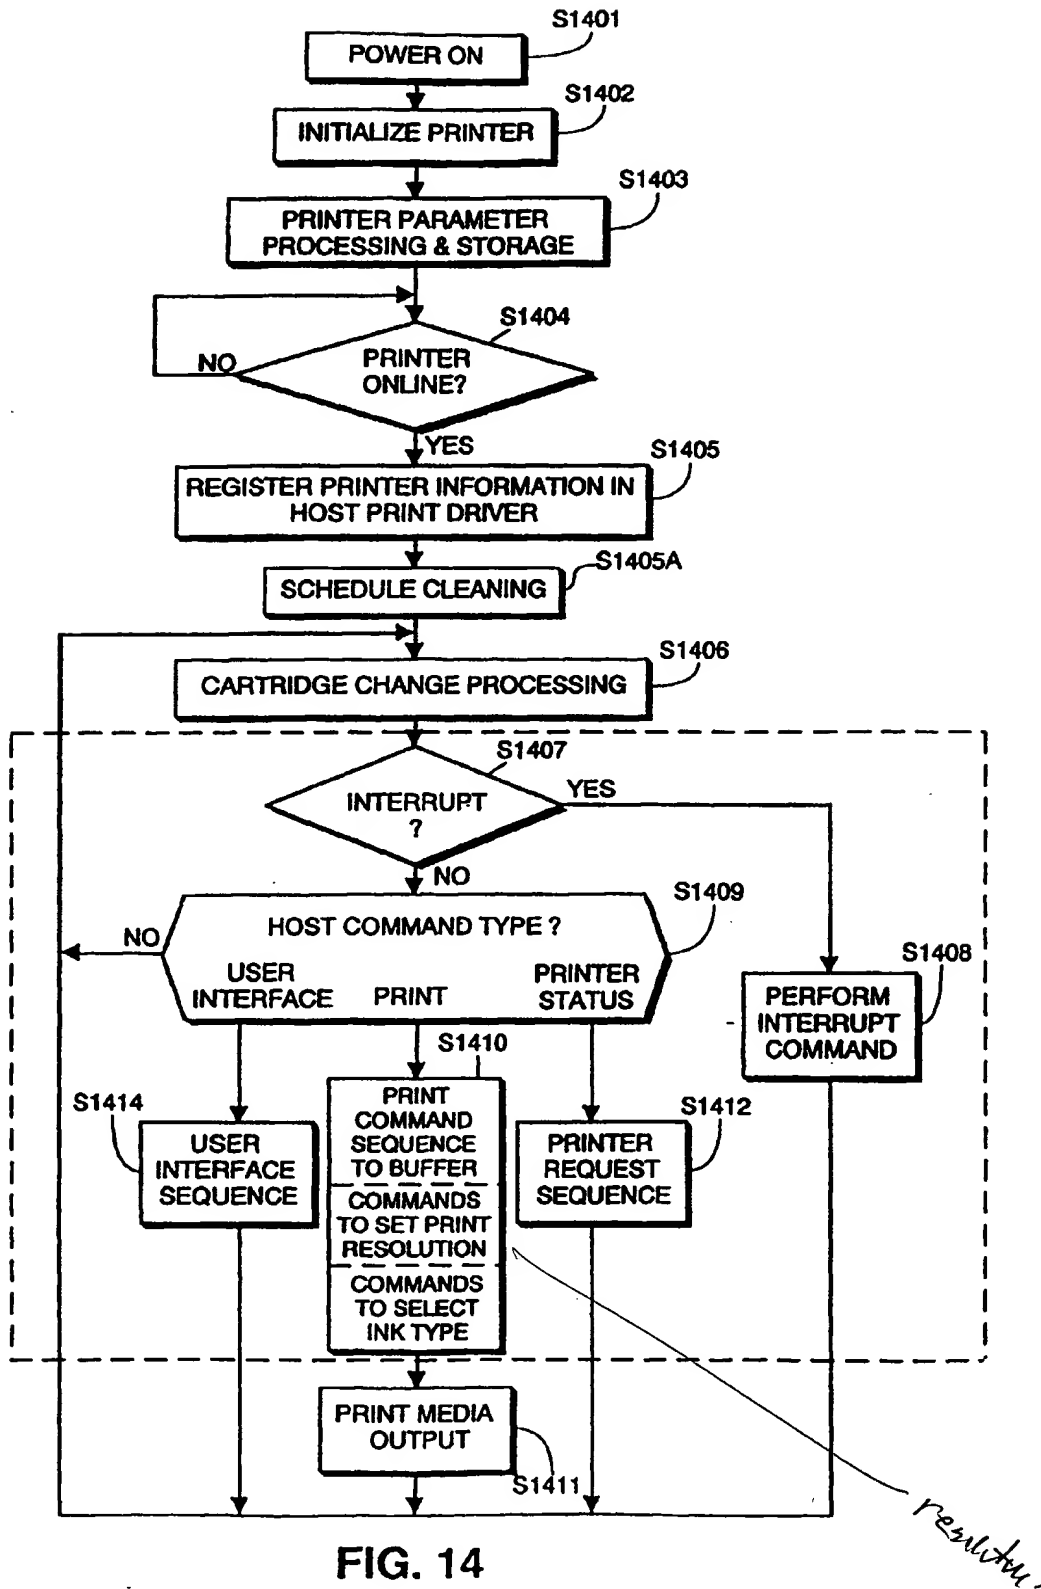 S1401
POWER ON
S1402
INITIALIZE PRINTER
S1403
PRINTER PARAMETER
PROCESSING & STORAGE
S1404
PRINTER
ONLINE?
NO
YES
S1405
REGISTER PRINTER INFORMATION IN
HOST PRINT DRIVER
S1405A
SCHEDULE CLEANING
S1406
CARTRIDGE CHANGE PROCESSING
S1407
INTERRUPT
?
YES
NO
S1409
HOST COMMAND TYPE ?
NO
USER
INTERFACE
PRINT
PRINTER
STATUS
S1408
PERFORM
INTERRUPT
COMMAND
S1410
PRINT
COMMAND
SEQUENCE
TO BUFFER
COMMANDS
TO SET PRINT
RESOLUTION
COMMANDS
TO SELECT
INK TYPE
S1414
USER
INTERFACE
SEQUENCE
S1412
PRINTER
REQUEST
SEQUENCE
PRINT MEDIA
OUTPUT
S1411
FIG. 14